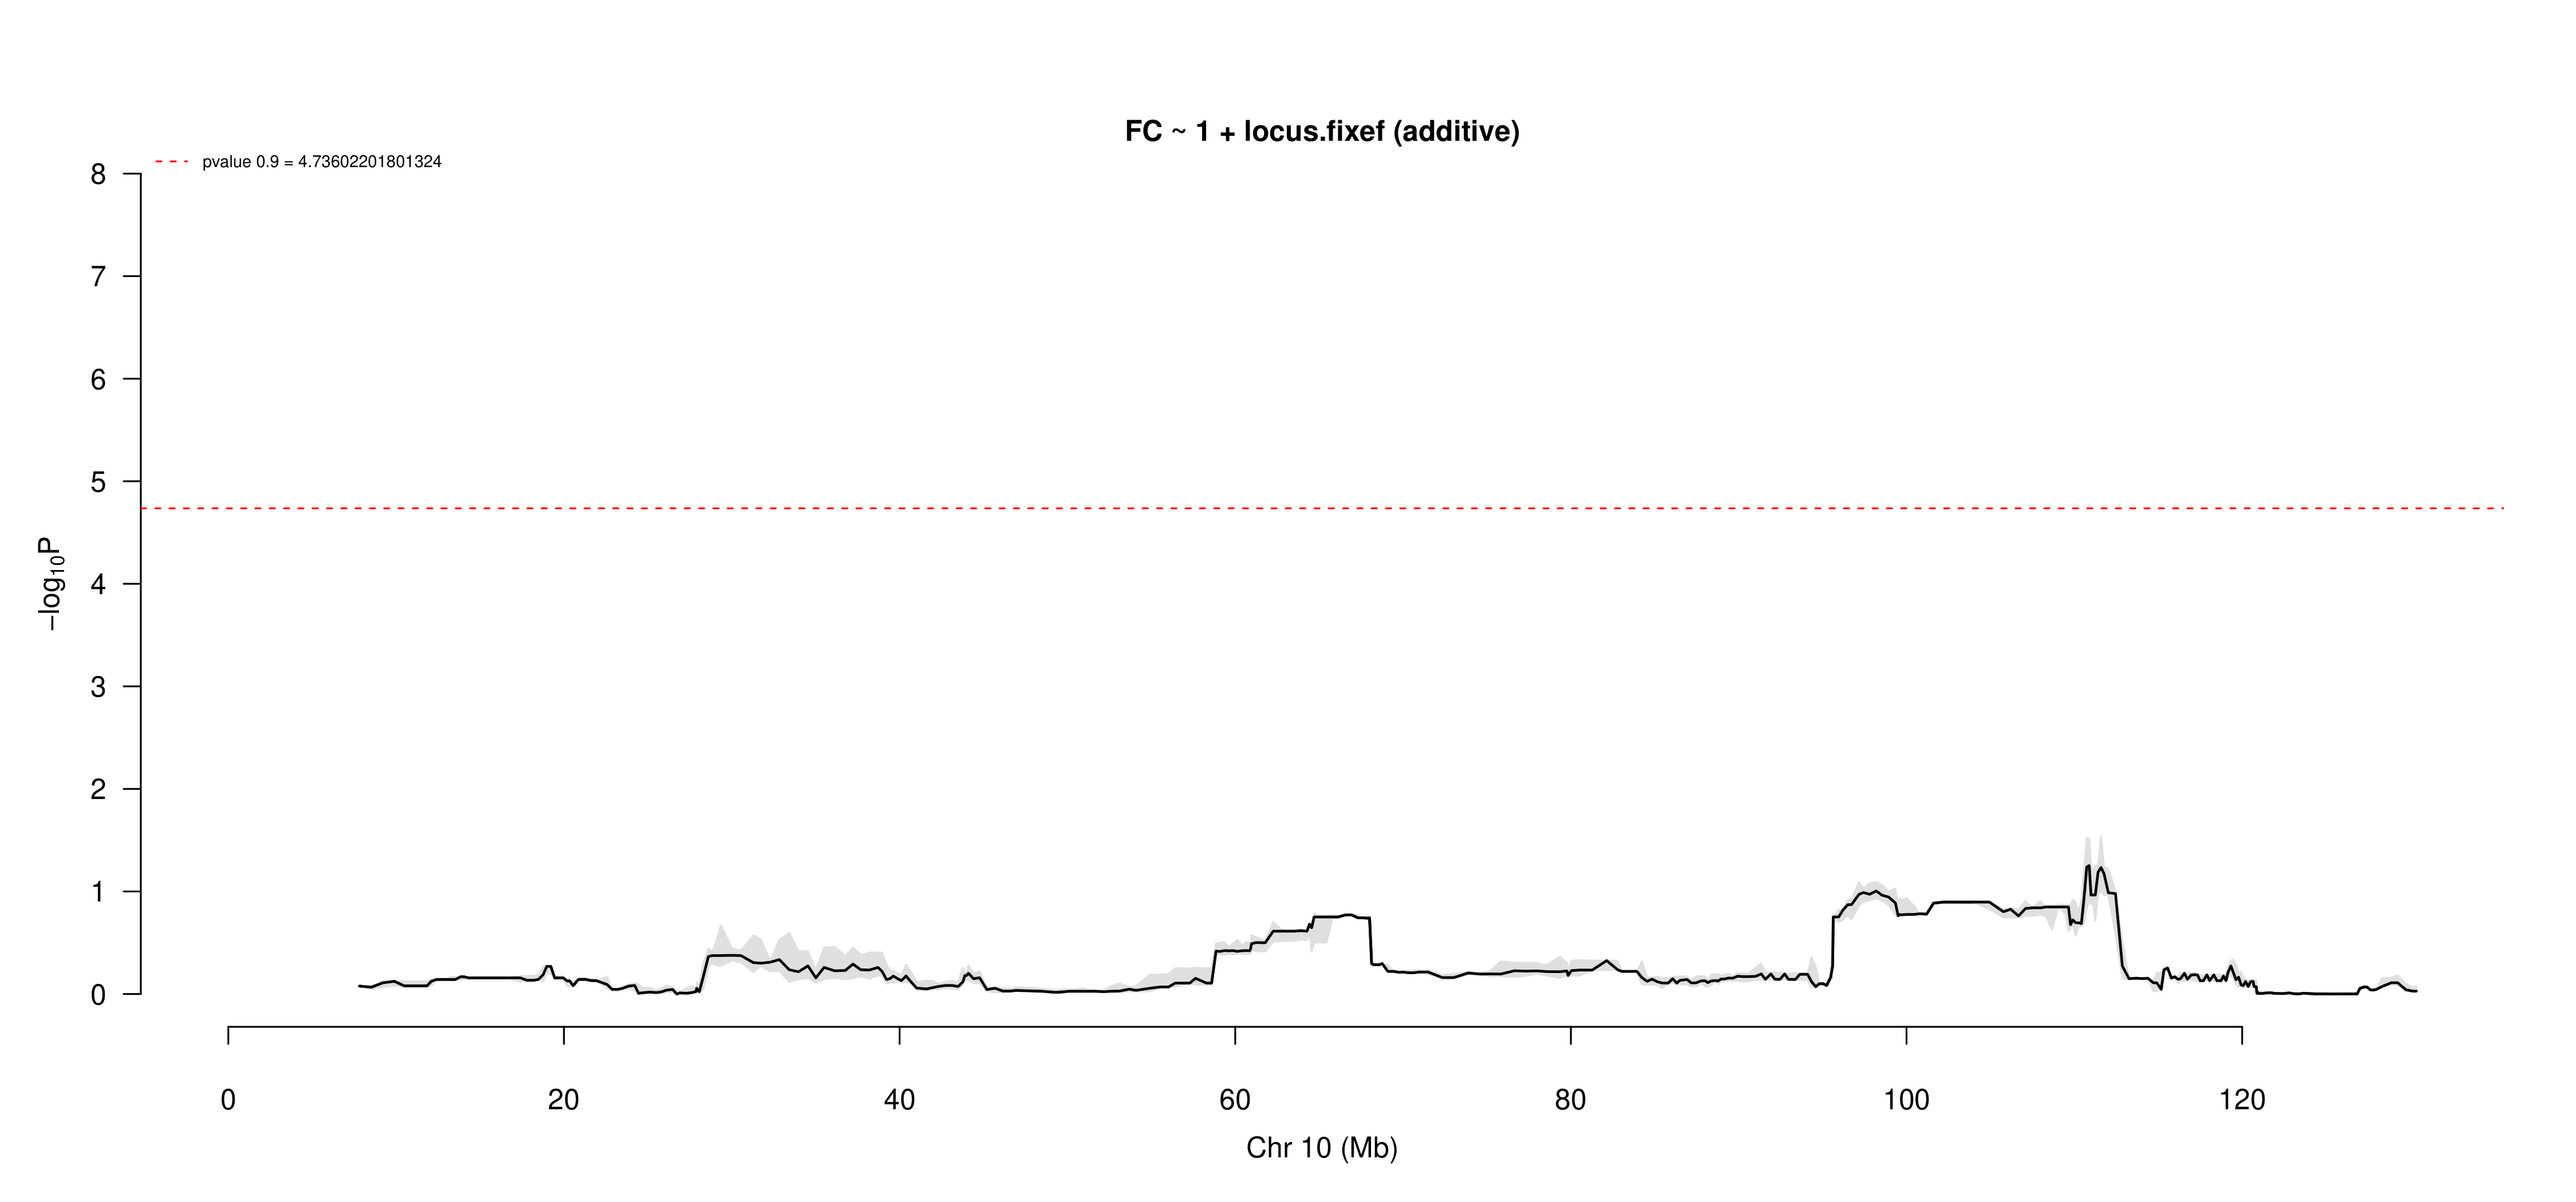 FC ~ 1 + locus.fixef (additive)
pvalue 0.9 = 4.73602201801324
8
7
6
5
4
3
2
1
0
−log10P
0 20 40 60 80 100 120
Chr 10 (Mb)